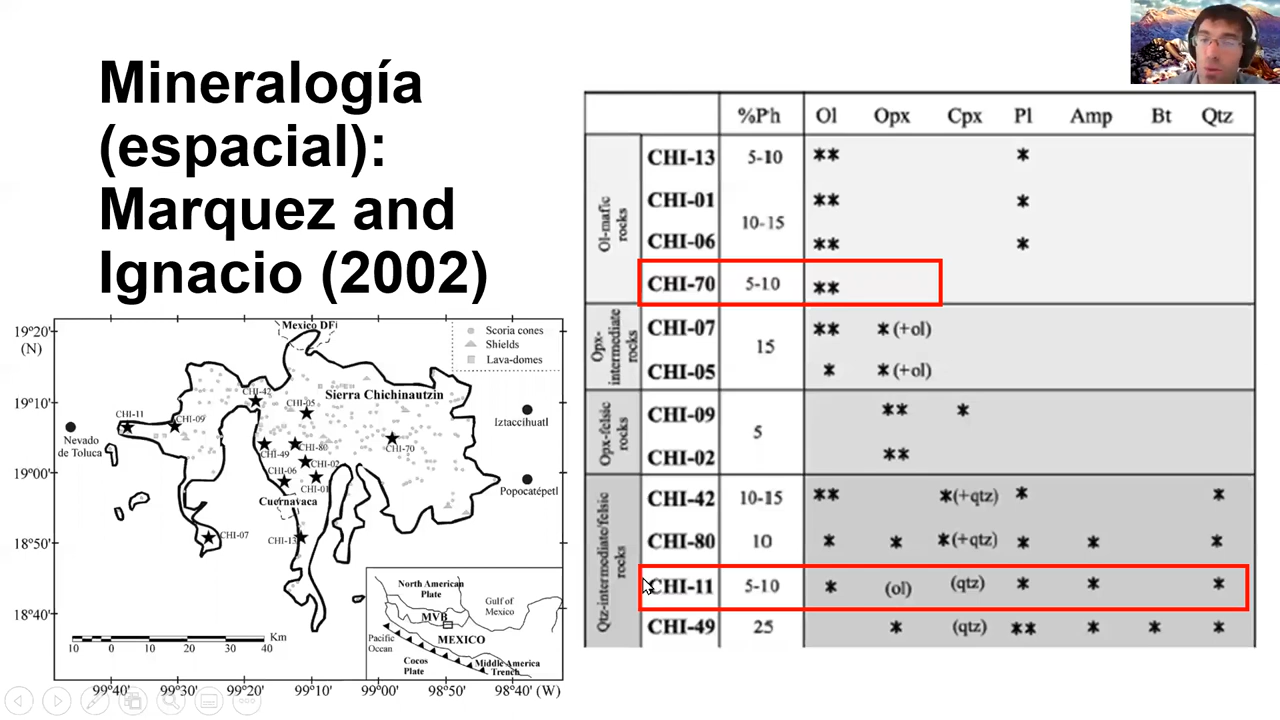 Mineralogía
(espacial):
Marquez and
Ignacio (2002)
%Ph Ol Opx Cpx Pl Amp Bt Qtz
Ol-mafic
rocks
CHI-13 5-10 ** *
CHI-01 ** *
10-15
CHI-06 ** *
CHI-70 5-10 **
Opx-
intermediate
rocks
CHI-07 ** *(+ol)
15
CHI-05 * *(+ol)
Opx-felsic
rocks
CHI-09 ** *
5
CHI-02 **
Qtz-intermediate/felsic
rocks
CHI-42 10-15 ** *(+qtz) * *
CHI-80 10 * * *(+qtz) * * *
CHI-11 5-10 * (ol) (qtz) * * *
CHI-49 25 * (qtz) ** * * *
19°20'
(N)
19°10'
19°00'
18°50'
18°40'
Mexico DF
Scoria cones
Shields
Lava-domes
Sierra Chichinautzin
CHI-42
CHI-05
CHI-11
CHI-09
Iztaccíhuatl
Nevado
de Toluca
CHI-49
CHI-80
CHI-70
CHI-02
CHI-06
CHI-01
Popocatépetl
Cuernavaca
CHI-07
CHI-13
North American
Plate
Gulf of
Mexico
MVB
Pacific
Ocean
MEXICO
Cocos
Plate
Middle America
Trench
Km
10 0 10 20 30 40
99°40' 99°30' 99°20' 99°10' 99°00' 98°50' 98°40' (W)